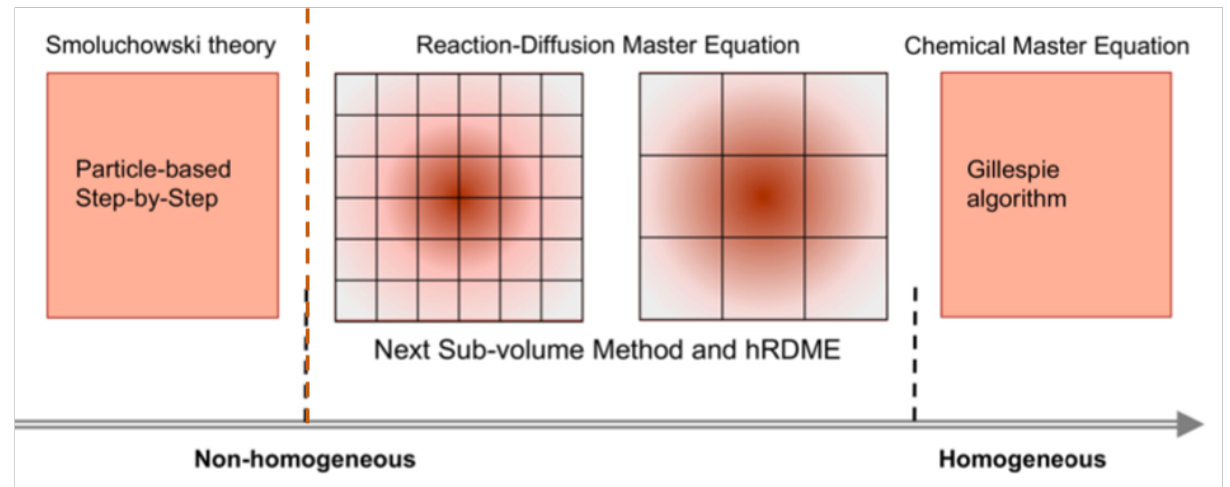 Smoluchowski theory
Reaction-Diffusion Master Equation
Chemical Master Equation
Particle-based
Step-by-Step
Gillespie
algorithm
Next Sub-volume Method and hRDME
Non-homogeneous
Homogeneous